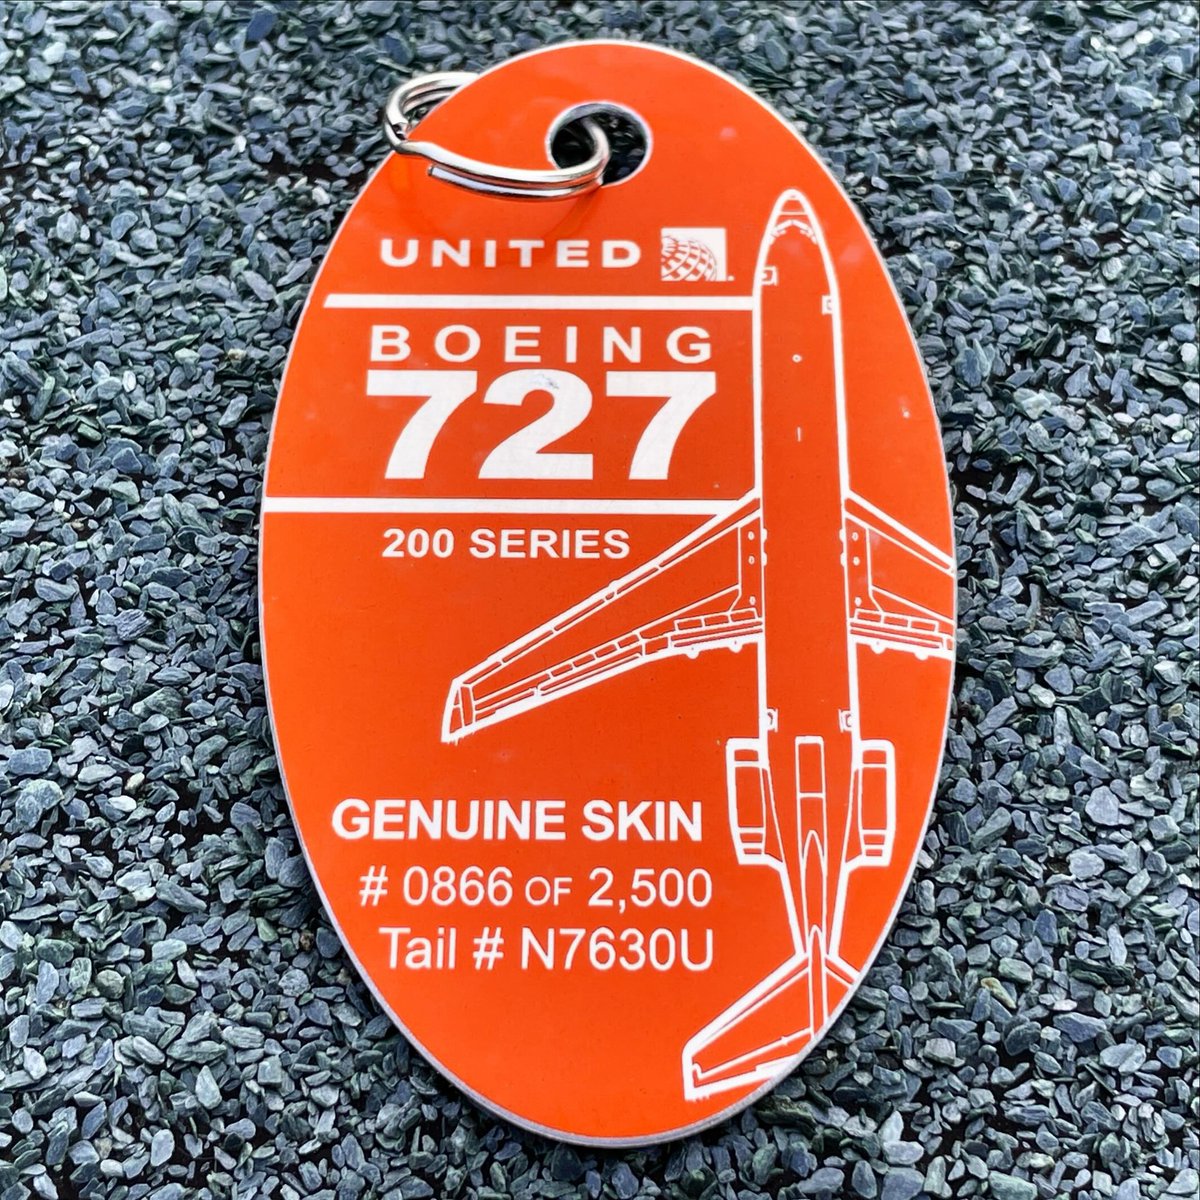 UNITED
BOEING
727
200 SERIES
GENUINE SKIN
# 0866 OF 2,500
Tail # N7630U